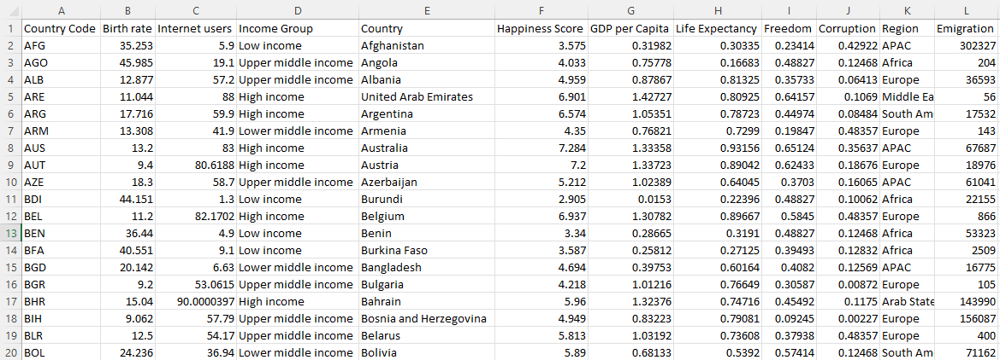 A B C D E F G H I J K L
1 Country Code Birth rate Internet users Income Group Country Happiness Score GDP per Capita Life Expectancy Freedom Corruption Region Emigration
2 AFG 35.253 5.9 Low income Afghanistan 3.575 0.31982 0.30335 0.23414 0.42922 APAC 302327
3 AGO 45.985 19.1 Upper middle income Angola 4.033 0.75778 0.16683 0.48827 0.12468 Africa 204
4 ALB 12.877 57.2 Upper middle income Albania 4.959 0.87867 0.81325 0.35733 0.06413 Europe 36593
5 ARE 11.044 88 High income United Arab Emirates 6.901 1.42727 0.80925 0.64157 0.1069 Middle Ea 56
6 ARG 17.716 59.9 High income Argentina 6.574 1.05351 0.78723 0.44974 0.08484 South Am 17532
7 ARM 13.308 41.9 Lower middle income Armenia 4.35 0.76821 0.7299 0.19847 0.48357 Europe 143
8 AUS 13.2 83 High income Australia 7.284 1.33358 0.93156 0.65124 0.35637 APAC 67687
9 AUT 9.4 80.6188 High income Austria 7.2 1.33723 0.89042 0.62433 0.18676 Europe 18976
10 AZE 18.3 58.7 Upper middle income Azerbaijan 5.212 1.02389 0.64045 0.3703 0.16065 APAC 61041
11 BDI 44.151 1.3 Low income Burundi 2.905 0.0153 0.22396 0.48827 0.10062 Africa 22155
12 BEL 11.2 82.1702 High income Belgium 6.937 1.30782 0.89667 0.5845 0.48357 Europe 866
13 BEN 36.44 4.9 Low income Benin 3.34 0.28665 0.3191 0.48827 0.12468 Africa 53323
14 BFA 40.551 9.1 Low income Burkina Faso 3.587 0.25812 0.27125 0.39493 0.12832 Africa 2509
15 BGD 20.142 6.63 Lower middle income Bangladesh 4.694 0.39753 0.60164 0.4082 0.12569 APAC 16775
16 BGR 9.2 53.0615 Upper middle income Bulgaria 4.218 1.01216 0.76649 0.30587 0.00872 Europe 105
17 BHR 15.04 90.0000397 High income Bahrain 5.96 1.32376 0.74716 0.45492 0.1175 Arab State 143990
18 BIH 9.062 57.79 Upper middle income Bosnia and Herzegovina 4.949 0.83223 0.79081 0.09245 0.00227 Europe 156087
19 BLR 12.5 54.17 Upper middle income Belarus 5.813 1.03192 0.73608 0.37938 0.48357 Europe 400
20 BOL 24.236 36.94 Lower middle income Bolivia 5.89 0.68133 0.5392 0.57414 0.12468 South Am 71162